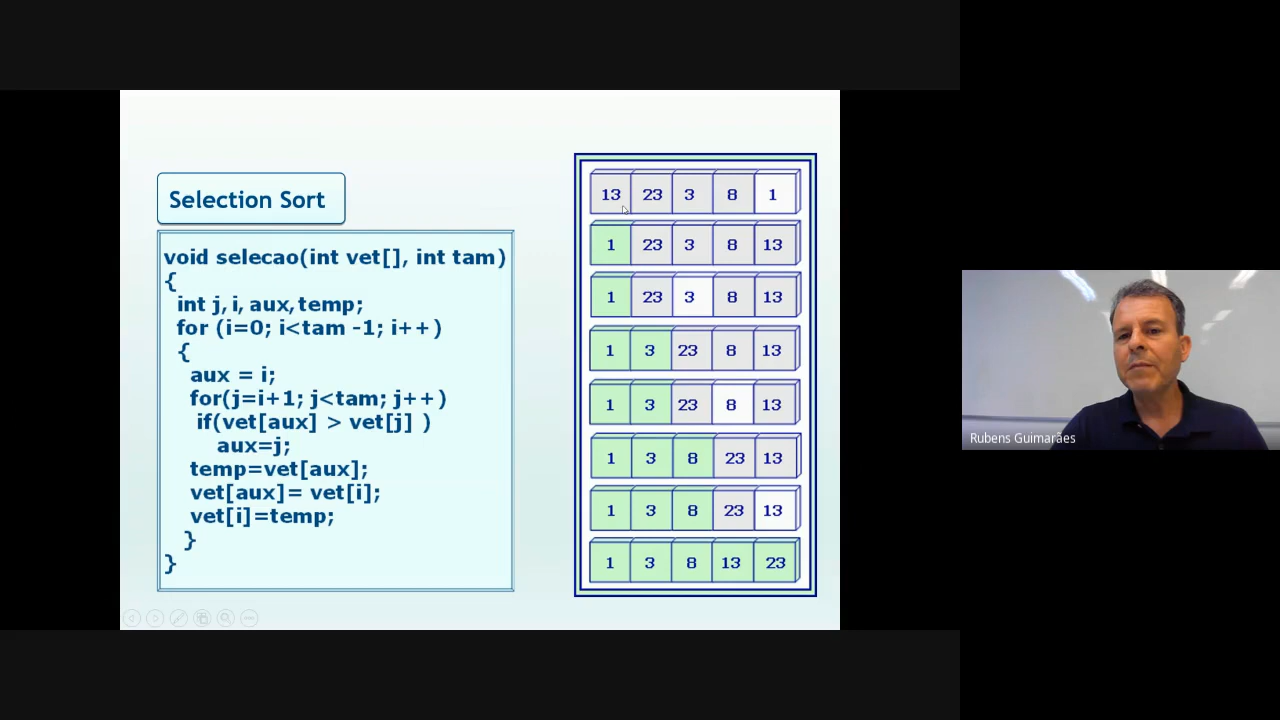 Selection Sort
void selecao(int vet[], int tam)
{
int j, i, aux, temp;
for (i=0; i<tam -1; i++)
{
aux = i;
for(j=i+1; j<tam; j++)
if(vet[aux] > vet[j] )
aux=j;
temp=vet[aux];
vet[aux]= vet[i];
vet[i]=temp;
}
}
13 23 3 8 1
1 23 3 8 13
1 23 3 8 13
1 3 23 8 13
1 3 23 8 13
1 3 8 23 13
1 3 8 23 13
1 3 8 13 23
Rubens Guimarães